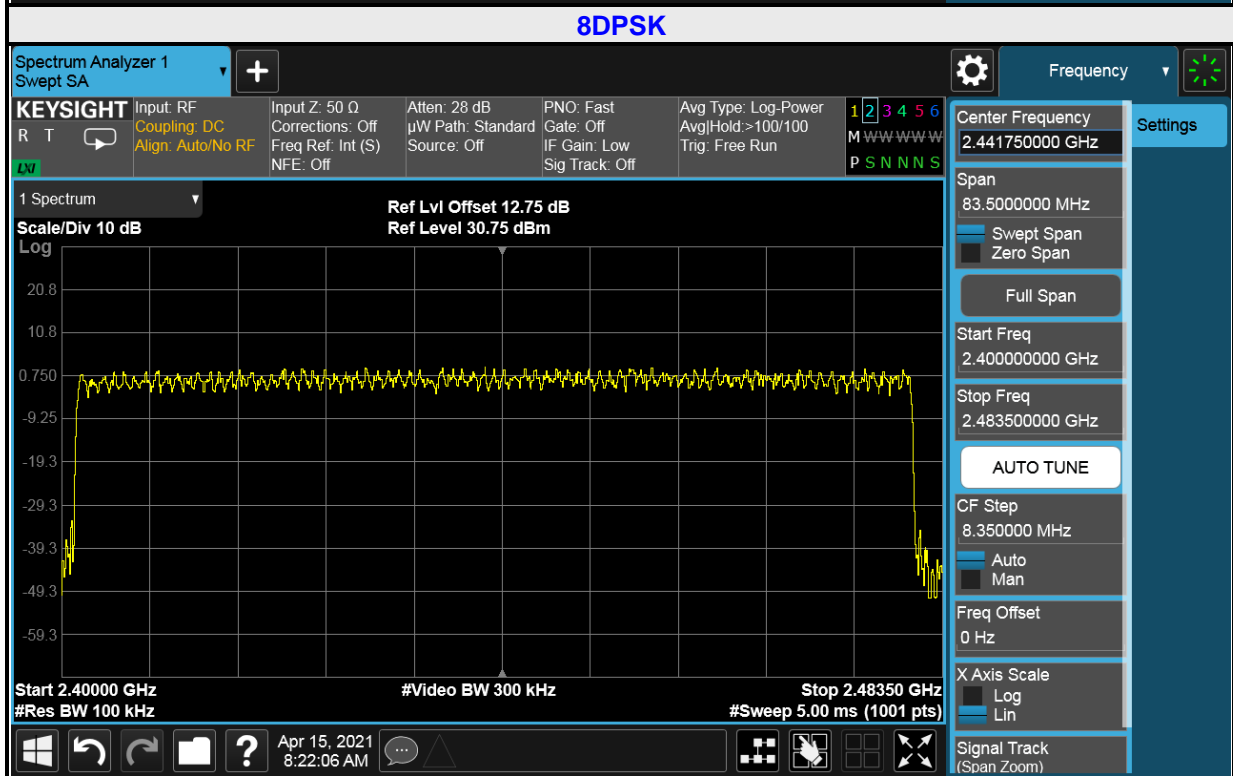 8DPSK
Spectrum Analyzer 1
Swept SA
+
Frequency
KEYSIGHT
R T
LXI
Input: RF
Coupling: DC
Align: Auto/No RF
Input Z: 50 Ω
Corrections: Off
Freq Ref: Int (S)
NFE: Off
Atten: 28 dB
µW Path: Standard
Source: Off
PNO: Fast
Gate: Off
IF Gain: Low
Sig Track: Off
Avg Type: Log-Power
Avg|Hold:>100/100
Trig: Free Run
1 2 3 4 5 6
M W W W W W
P S N N N S
1 Spectrum
Scale/Div 10 dB
Log
Ref Lvl Offset 12.75 dB
Ref Level 30.75 dBm
20.8
10.8
0.750
-9.25
-19.3
-29.3
-39.3
-49.3
-59.3
Start 2.40000 GHz
#Video BW 300 kHz
Stop 2.48350 GHz
#Res BW 100 kHz
#Sweep 5.00 ms (1001 pts)
?
Apr 15, 2021
8:22:06 AM
Center Frequency
2.441750000 GHz
Settings
Span
83.5000000 MHz
Swept Span
Zero Span
Full Span
Start Freq
2.400000000 GHz
Stop Freq
2.483500000 GHz
AUTO TUNE
CF Step
8.350000 MHz
Auto
Man
Freq Offset
0 Hz
X Axis Scale
Log
Lin
Signal Track
(Span Zoom)